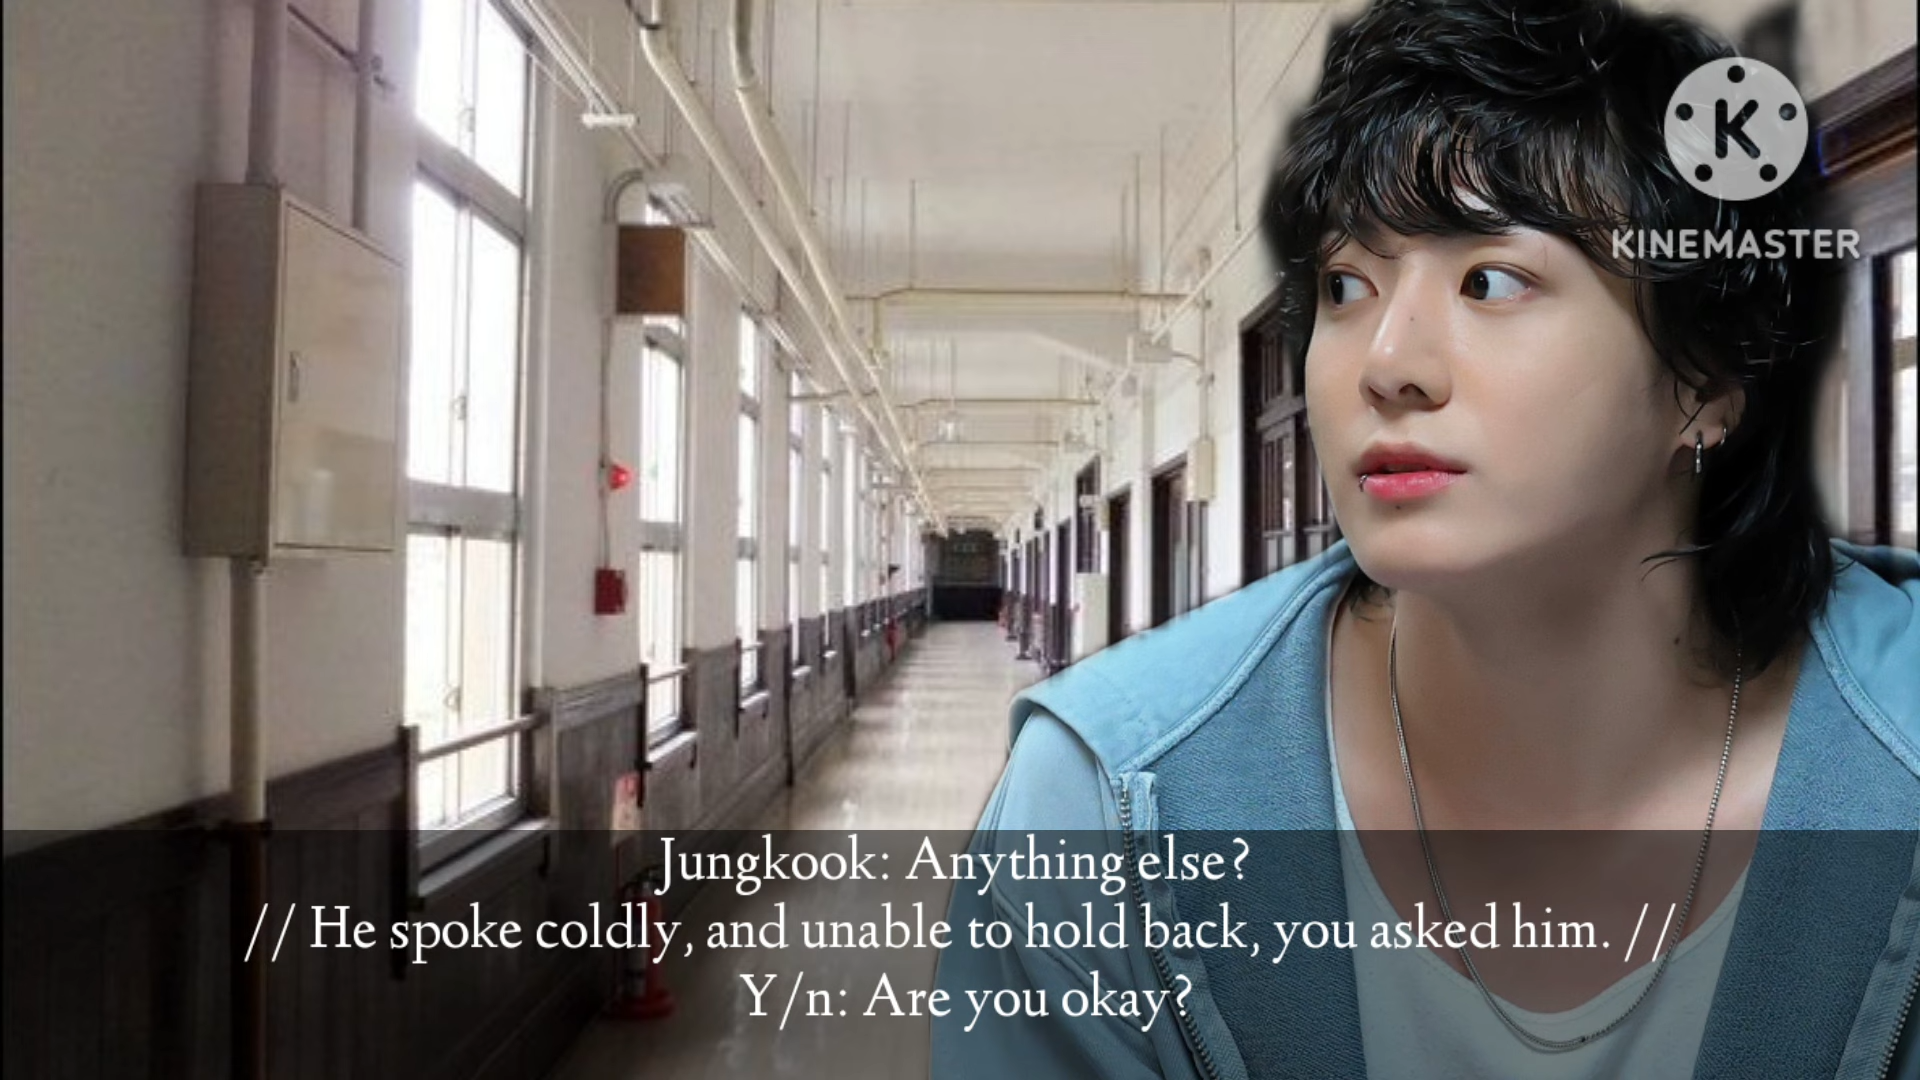 K
KINEMASTER
Jungkook: Anything else?
// He spoke coldly, and unable to hold back, you asked him. //
Y/n: Are you okay?